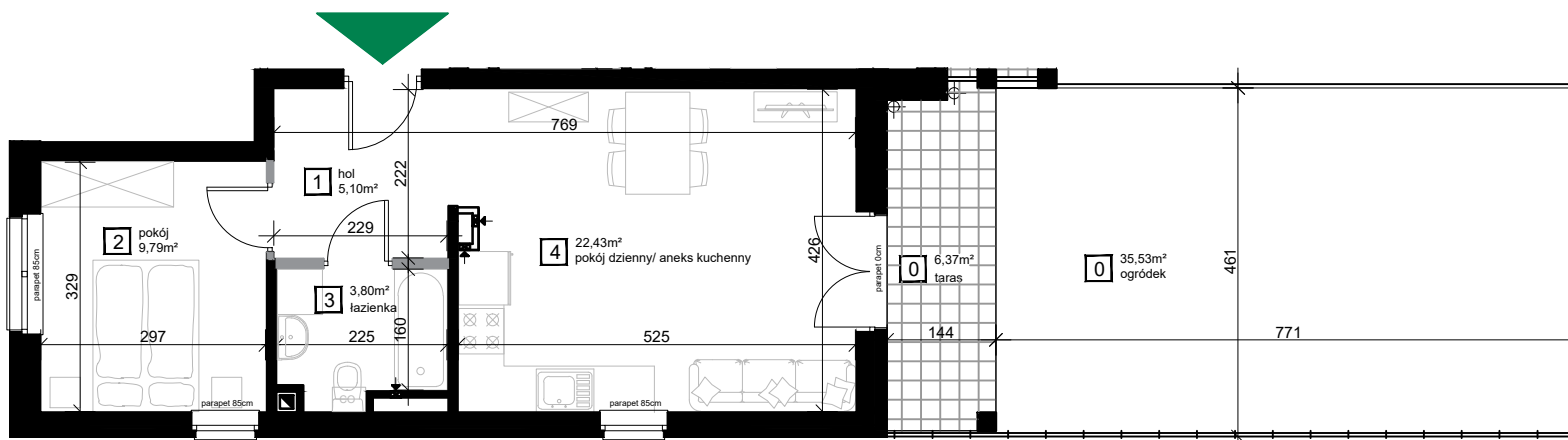 769
1
hol
5,10m²
222
229
2
pokój
9,79m²
329
297
parapet 85cm
parapet 85cm
3
3,80m²
łazienka
160
225
4
22,43m²
pokój dzienny/ aneks kuchenny
426
525
parapet 85cm
parapet 0cm
0
6,37m²
taras
144
0
35,53m²
ogródek
461
771